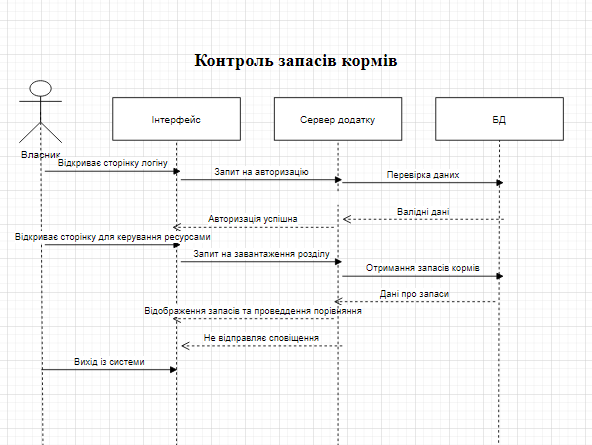 Контроль запасів кормів
Інтерфейс
Сервер додатку
БД
Власник
Відкриває сторінку логіну
Запит на авторизацію
Перевірка даних
Валідні дані
Авторизація успішна
Відкриває сторінку для керування ресурсами
Запит на завантаження розділу
Отримання запасів кормів
Дані про запаси
Відображення запасів та проведдення порівняння
Не відправляє сповіщення
Вихід із системи